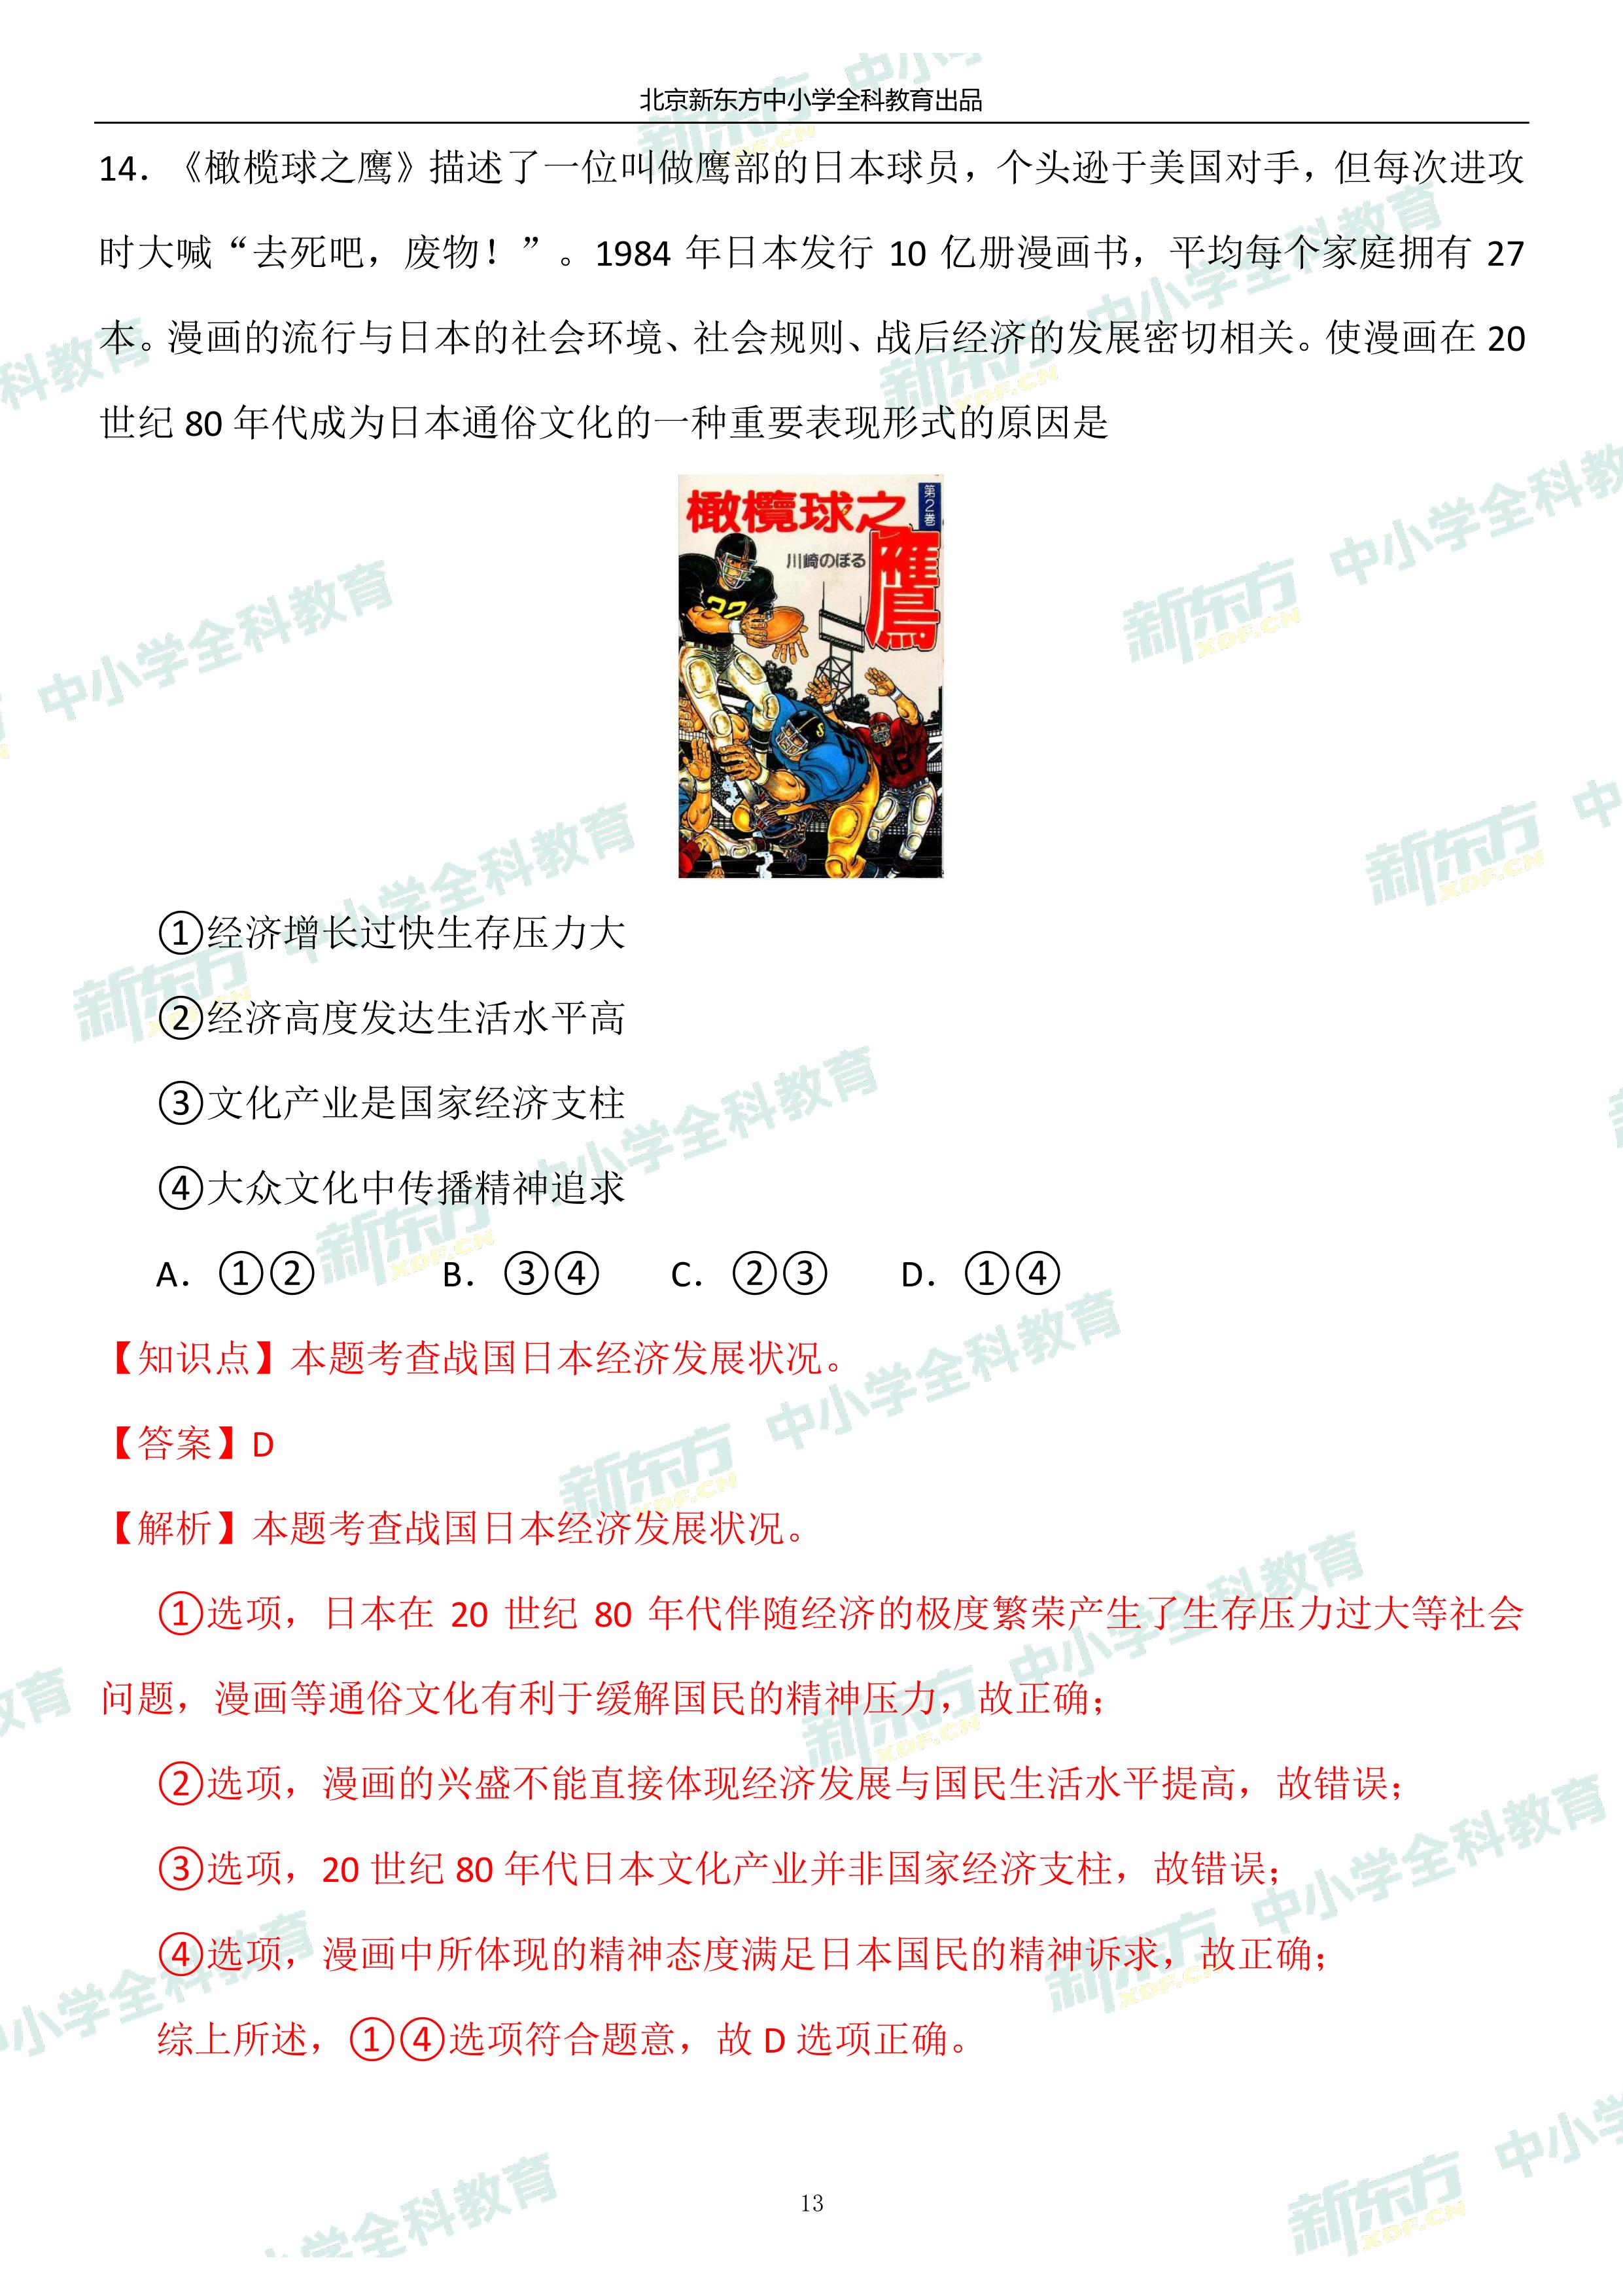 北京新东方中小学全科教育出品
14. 《橄榄球之鹰》描述了一位叫做鹰部的日本球员，个头逊于美国对手，但每次进攻
时大喊“去死吧，废物！”。1984 年日本发行 10 亿册漫画书，平均每个家庭拥有 27
本。漫画的流行与日本的社会环境、社会规则、战后经济的发展密切相关。使漫画在 20
世纪 80 年代成为日本通俗文化的一种重要表现形式的原因是
橄欖球之
鷹
第2巻
川崎のぼる
①经济增长过快生存压力大
②经济高度发达生活水平高
③文化产业是国家经济支柱
④大众文化中传播精神追求
A. ①② B. ③④ C. ②③ D. ①④
【知识点】本题考查战国日本经济发展状况。
【答案】D
【解析】本题考查战国日本经济发展状况。
①选项，日本在 20 世纪 80 年代伴随经济的极度繁荣产生了生存压力过大等社会
问题，漫画等通俗文化有利于缓解国民的精神压力，故正确；
②选项，漫画的兴盛不能直接体现经济发展与国民生活水平提高，故错误；
③选项，20 世纪 80 年代日本文化产业并非国家经济支柱，故错误；
④选项，漫画中所体现的精神态度满足日本国民的精神诉求，故正确；
综上所述，①④选项符合题意，故 D 选项正确。
13
新东方 XDF.CN 中小学全科教育